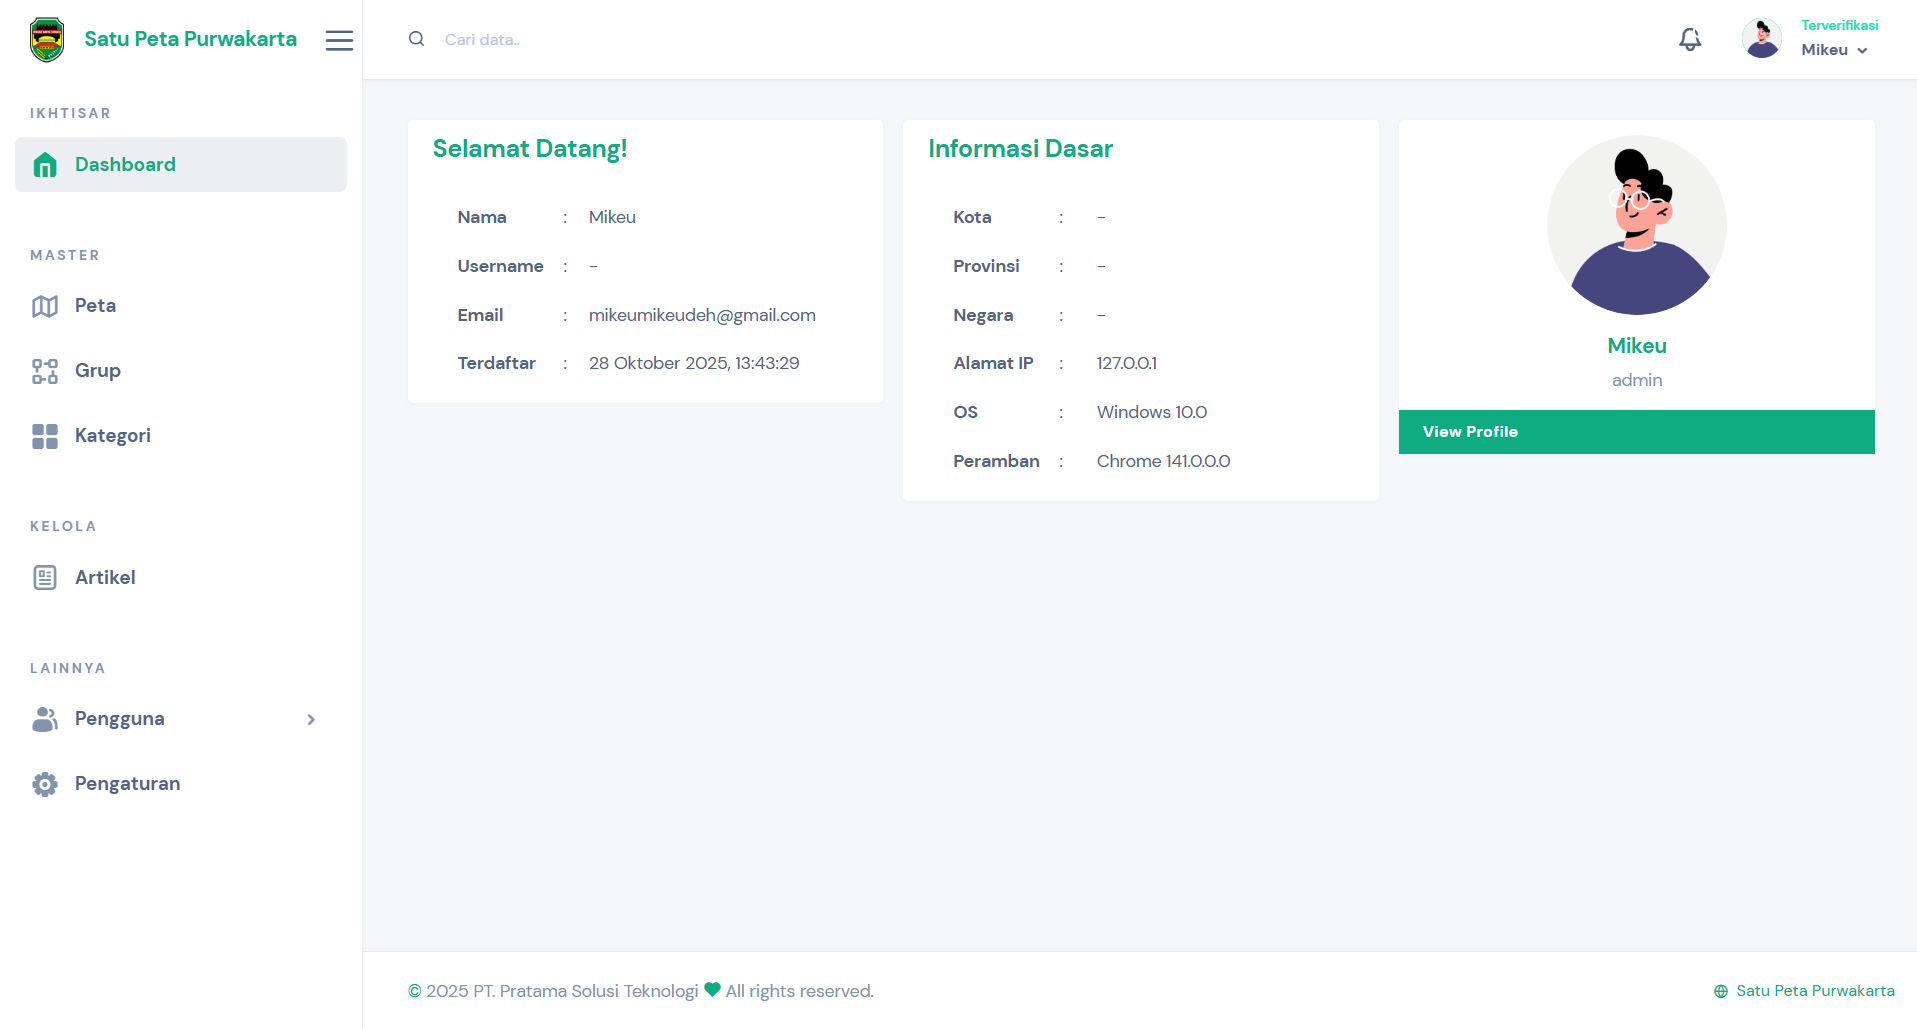 Satu Peta Purwakarta
Cari data..
Terverifikasi
Mikeu
IKHTISAR
Dashboard
MASTER
Peta
Grup
Kategori
KELOLA
Artikel
LAINNYA
Pengguna
Pengaturan
Selamat Datang!
Nama : Mikeu
Username : -
Email : mikeumikeudeh@gmail.com
Terdaftar : 28 Oktober 2025, 13:43:29
Informasi Dasar
Kota : -
Provinsi : -
Negara : -
Alamat IP : 127.0.0.1
OS : Windows 10.0
Peramban : Chrome 141.0.0.0
Mikeu
admin
View Profile
© 2025 PT. Pratama Solusi Teknologi ♥ All rights reserved.
Satu Peta Purwakarta